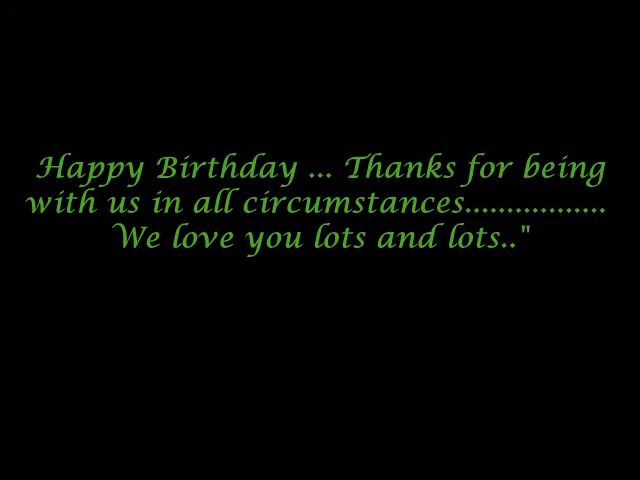 Happy Birthday ... Thanks for being
with us in all circumstances.................
We love you lots and lots.."